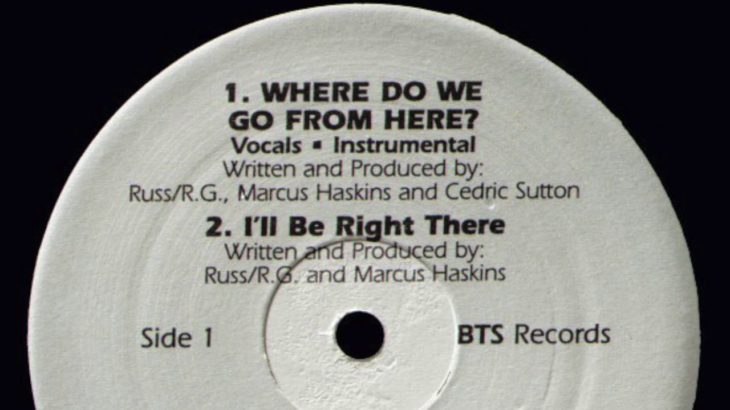 1. WHERE DO WE
GO FROM HERE?
Vocals ▪ Instrumental
Written and Produced by:
Russ/R.G., Marcus Haskins and Cedric Sutton
2. I'll Be Right There
Written and Produced by:
Russ/R.G. and Marcus Haskins
Side 1
BTS Records